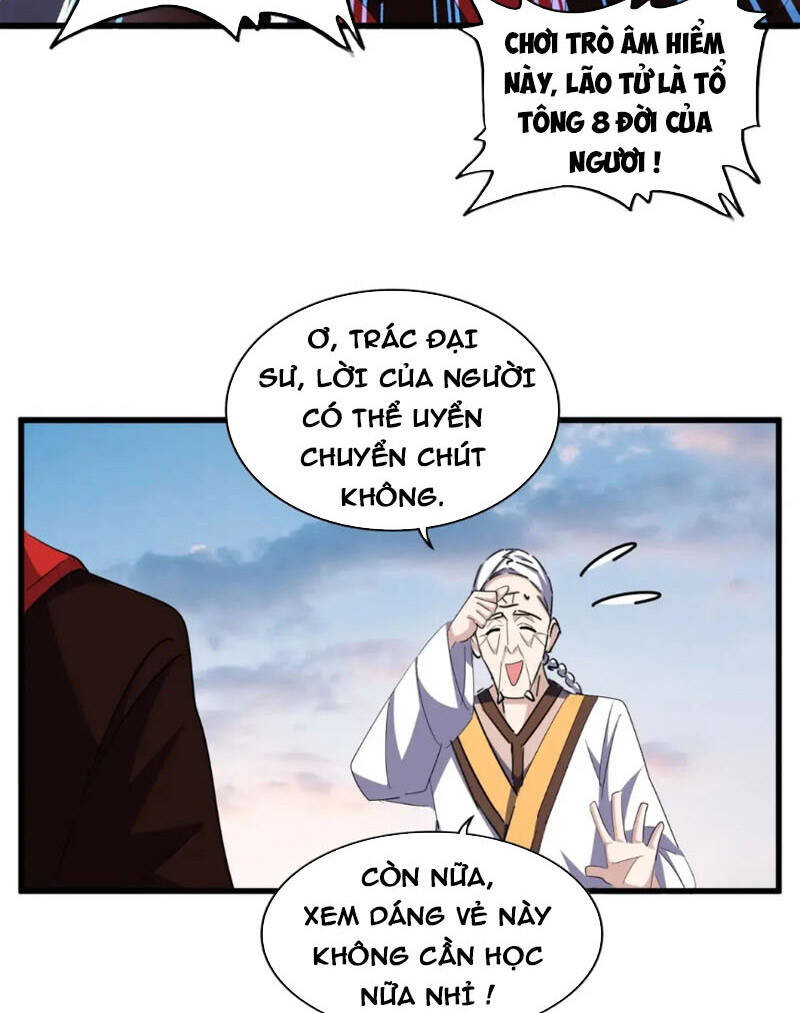 CHƠI TRÒ ÂM HIỂM
NÀY, LÃO TỬ LÀ TỔ
TÔNG 8 ĐỜI CỦA
NGƯƠI !
Ơ, TRÁC ĐẠI
SƯ, LỜI CỦA NGƯỜI
CÓ THỂ UYỂN
CHUYỂN CHÚT
KHÔNG.
CÒN NỮA,
XEM DÁNG VẺ NÀY
KHÔNG CẦN HỌC
NỮA NHỈ !